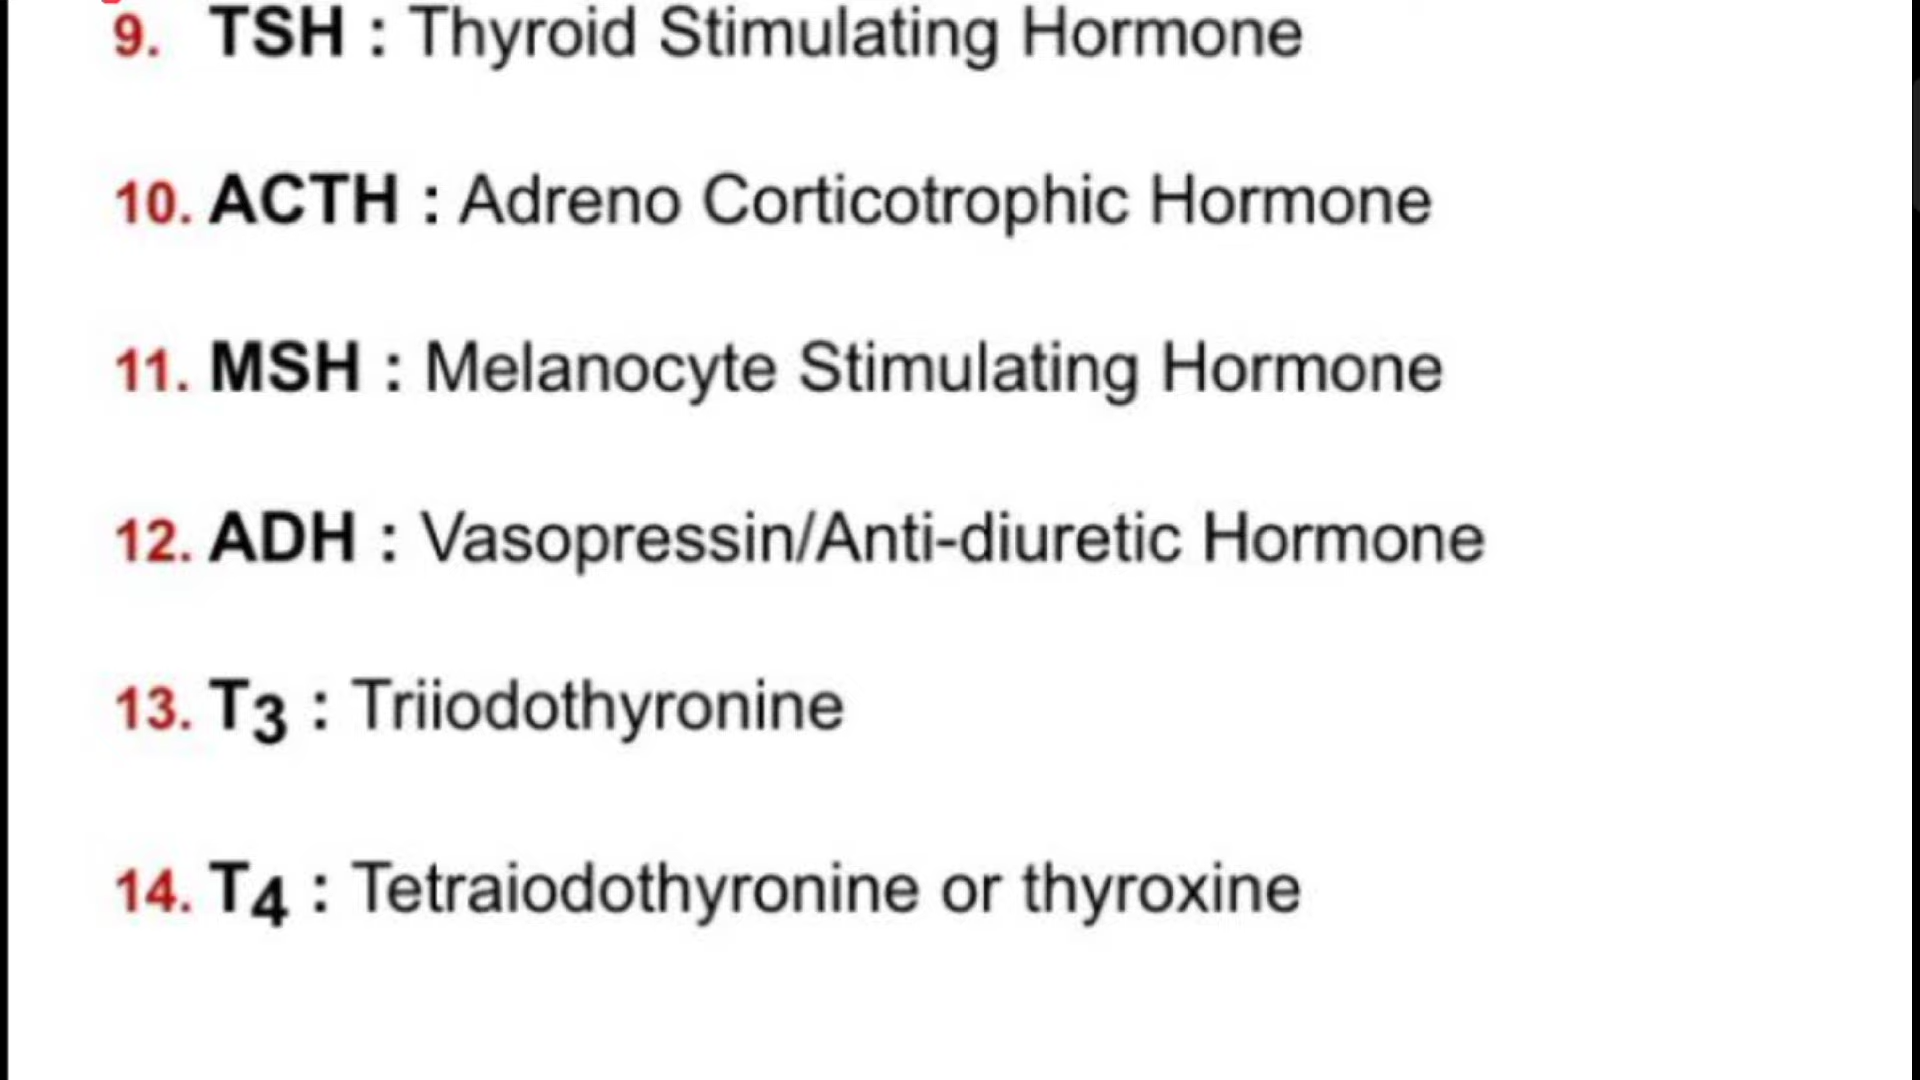 9. TSH : Thyroid Stimulating Hormone
10. ACTH : Adreno Corticotrophic Hormone
11. MSH : Melanocyte Stimulating Hormone
12. ADH : Vasopressin/Anti-diuretic Hormone
13. T3 : Triiodothyronine
14. T4 : Tetraiodothyronine or thyroxine